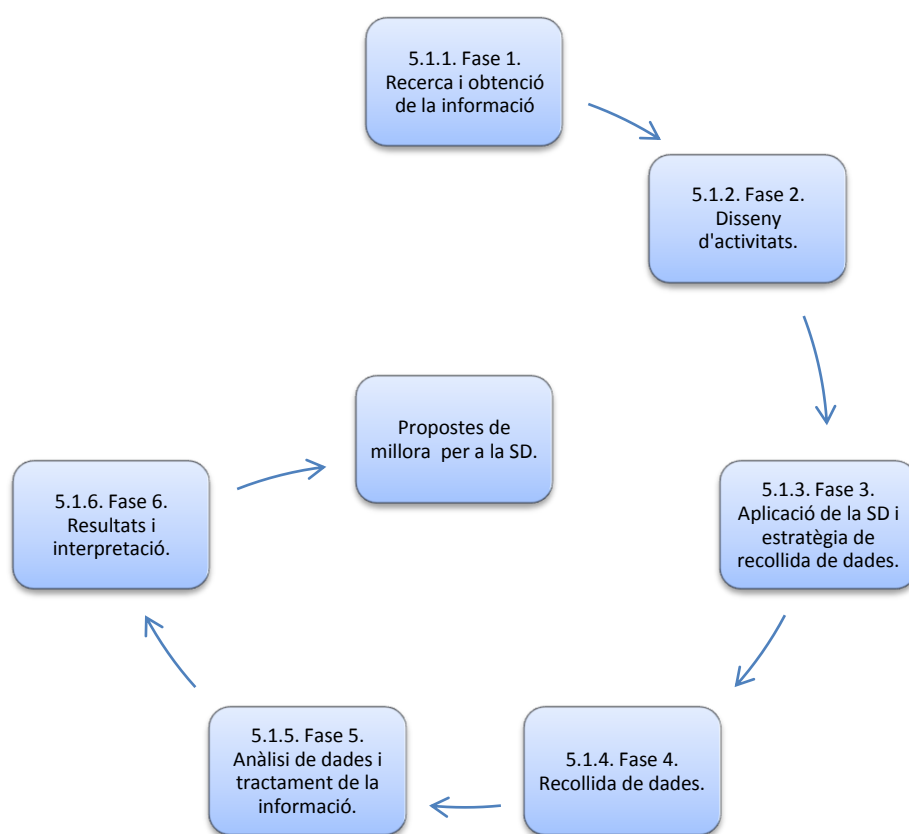 5.1.1. Fase 1.
Recerca i obtenció
de la informació
5.1.2. Fase 2.
Disseny
d'activitats.
5.1.3. Fase 3.
Aplicació de la SD i
estratègia de
recollida de dades.
5.1.4. Fase 4.
Recollida de dades.
5.1.5. Fase 5.
Anàlisi de dades i
tractament de la
informació.
5.1.6. Fase 6.
Resultats i
interpretació.
Propostes de
millora  per a la SD.